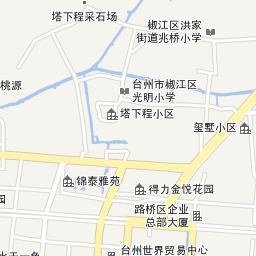 塔下程采石场
椒江区洪家
街道兆桥小学
桃源
台州市椒江区
光明小学
塔下程小区
玺墅小区
锦泰雅苑
得力金悦花园
路桥区企业
总部大厦
台州世界贸易中心